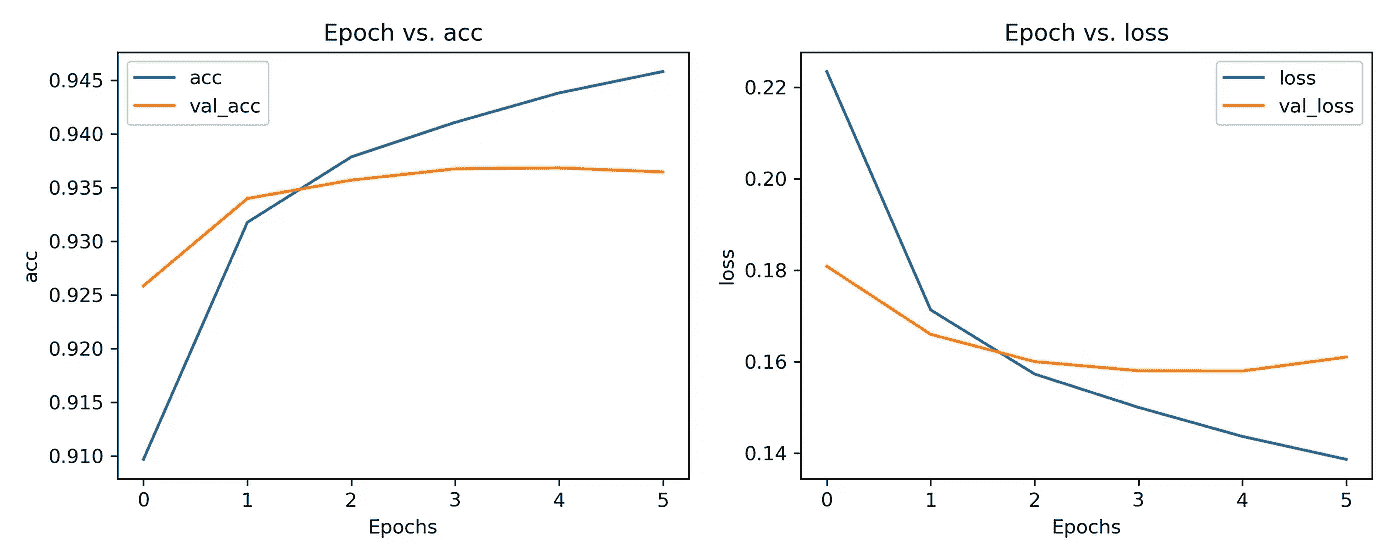 Epoch vs. acc
acc
val_acc
0.945
0.940
0.935
0.930
0.925
0.920
0.915
0.910
acc
0 1 2 3 4 5
Epochs
Epoch vs. loss
loss
val_loss
0.22
0.20
0.18
0.16
0.14
loss
0 1 2 3 4 5
Epochs